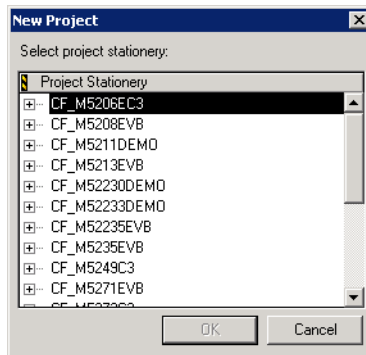 New Project
Select project stationery:
Project Stationery
CF_M5206EC3
CF_M5208EVB
CF_M5211DEMO
CF_M5213EVB
CF_M52230DEMO
CF_M52233DEMO
CF_M52235EVB
CF_M5235EVB
CF_M5249C3
CF_M5271EVB
OK
Cancel